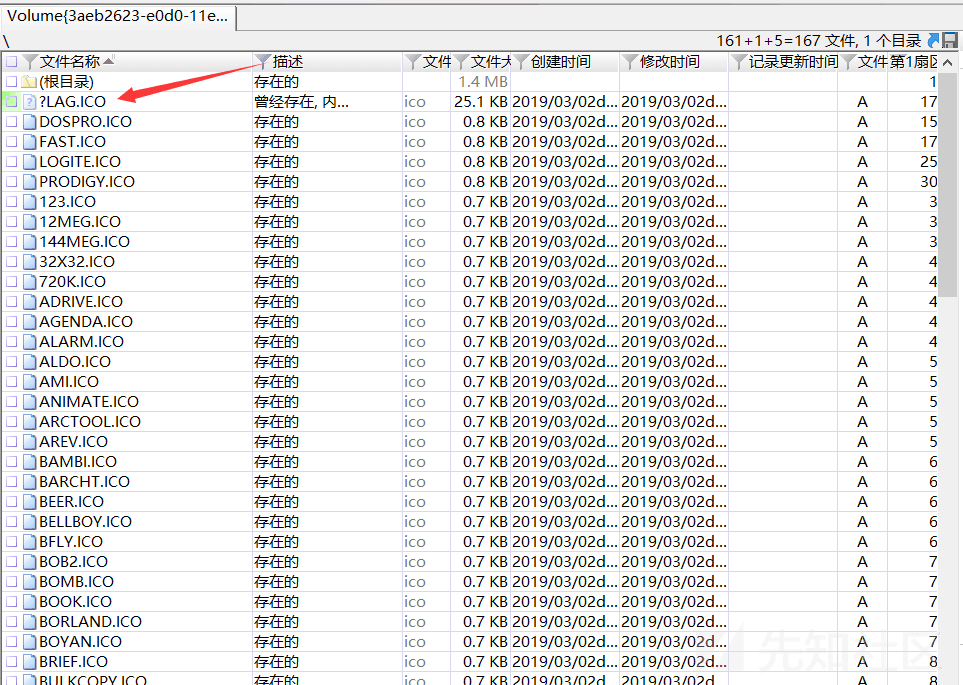 Volume{3aeb2623-e0d0-11e...
\ 161+1+5=167 文件, 1 个目录
文件名称 描述 文件 文件大 创建时间 修改时间 记录更新时间 文件 第1扇区
(根目录) 存在的 1.4 MB 1
?LAG.ICO 曾经存在, 内... ico 25.1 KB 2019/03/02d... 2019/03/02d... A 17
DOSPRO.ICO 存在的 ico 0.8 KB 2019/03/02d... 2019/03/02d... A 15
FAST.ICO 存在的 ico 0.8 KB 2019/03/02d... 2019/03/02d... A 17
LOGITE.ICO 存在的 ico 0.8 KB 2019/03/02d... 2019/03/02d... A 25
PRODIGY.ICO 存在的 ico 0.8 KB 2019/03/02d... 2019/03/02d... A 30
123.ICO 存在的 ico 0.7 KB 2019/03/02d... 2019/03/02d... A 3
12MEG.ICO 存在的 ico 0.7 KB 2019/03/02d... 2019/03/02d... A 3
144MEG.ICO 存在的 ico 0.7 KB 2019/03/02d... 2019/03/02d... A 3
32X32.ICO 存在的 ico 0.7 KB 2019/03/02d... 2019/03/02d... A 4
720K.ICO 存在的 ico 0.7 KB 2019/03/02d... 2019/03/02d... A 4
ADRIVE.ICO 存在的 ico 0.7 KB 2019/03/02d... 2019/03/02d... A 4
AGENDA.ICO 存在的 ico 0.7 KB 2019/03/02d... 2019/03/02d... A 4
ALARM.ICO 存在的 ico 0.7 KB 2019/03/02d... 2019/03/02d... A 4
ALDO.ICO 存在的 ico 0.7 KB 2019/03/02d... 2019/03/02d... A 5
AMI.ICO 存在的 ico 0.7 KB 2019/03/02d... 2019/03/02d... A 5
ANIMATE.ICO 存在的 ico 0.7 KB 2019/03/02d... 2019/03/02d... A 5
ARCTOOL.ICO 存在的 ico 0.7 KB 2019/03/02d... 2019/03/02d... A 5
AREV.ICO 存在的 ico 0.7 KB 2019/03/02d... 2019/03/02d... A 5
BAMBI.ICO 存在的 ico 0.7 KB 2019/03/02d... 2019/03/02d... A 6
BARCHT.ICO 存在的 ico 0.7 KB 2019/03/02d... 2019/03/02d... A 6
BEER.ICO 存在的 ico 0.7 KB 2019/03/02d... 2019/03/02d... A 6
BELLBOY.ICO 存在的 ico 0.7 KB 2019/03/02d... 2019/03/02d... A 6
BFLY.ICO 存在的 ico 0.7 KB 2019/03/02d... 2019/03/02d... A 6
BOB2.ICO 存在的 ico 0.7 KB 2019/03/02d... 2019/03/02d... A 7
BOMB.ICO 存在的 ico 0.7 KB 2019/03/02d... 2019/03/02d... A 7
BOOK.ICO 存在的 ico 0.7 KB 2019/03/02d... 2019/03/02d... A 7
BORLAND.ICO 存在的 ico 0.7 KB 2019/03/02d... 2019/03/02d... A 7
BOYAN.ICO 存在的 ico 0.7 KB 2019/03/02d... 2019/03/02d... A 7
BRIEF.ICO 存在的 ico 0.7 KB 2019/03/02d... 2019/03/02d... A 8
BULKCOPY.ICO 存在的 ico 0.7 KB 2019/03/02d... 2019/03/02d... A 8
先知社区